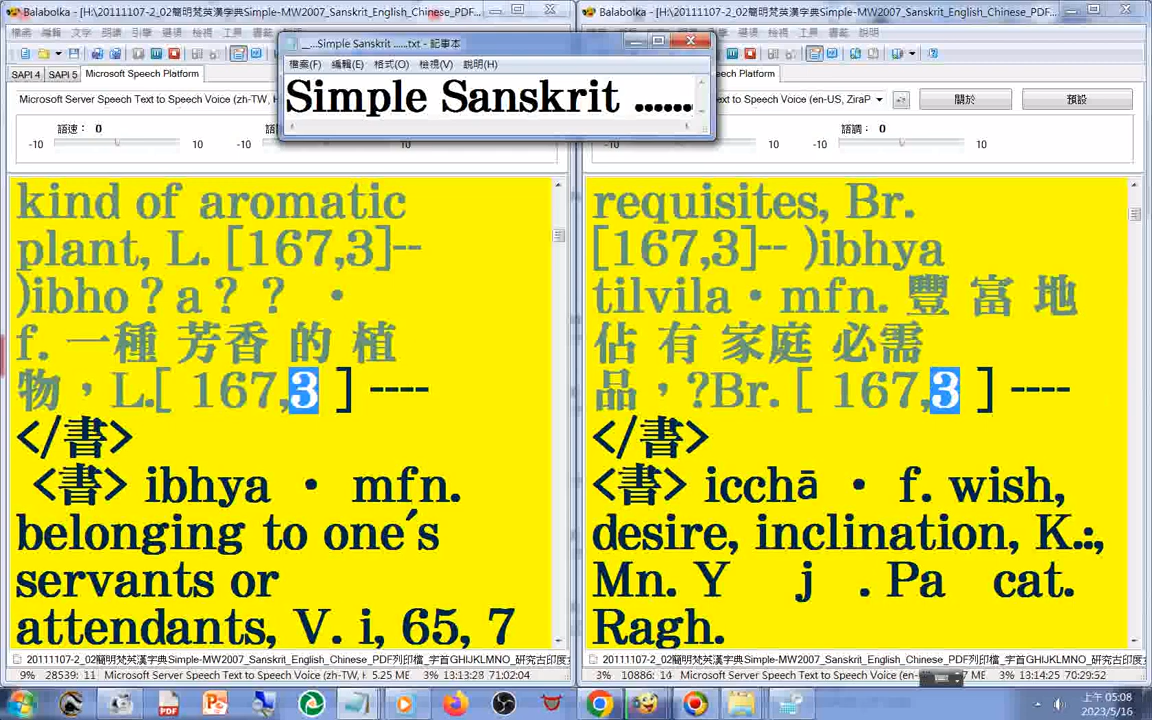 Balabolka - [H:\20111107-2_02簡明梵英漢字典Simple-MW2007_Sanskrit_English_Chinese_PDF...
Balabolka - [H:\20111107-2_02簡明梵英漢字典Simple-MW2007_Sanskrit_English_Chinese_PDF...
__...Simple Sanskrit ......txt - 記事本
檔案(F) 編輯(E) 格式(O) 檢視(V) 說明(H)
Simple Sanskrit .......
SAPI 4 SAPI 5 Microsoft Speech Platform
eech Platform
Microsoft Server Speech Text to Speech Voice (zh-TW, H
xt to Speech Voice (en-US, ZiraP
關於
預設
語速： 0
-10 10 -10 10
語調： 0
-10 10 -10 10
kind of aromatic
plant, L. [167,3]--
)ibho？a？？ •
f. 一種 芳香 的 植
物，L.[ 167,3 ] ----
</書>
<書> ibhya • mfn.
belonging to one´s
servants or
attendants, V. i, 65, 7
requisites, Br.
[167,3]-- )ibhya
tilvila • mfn. 豐 富 地
佔 有 家庭 必需
品，?Br. [ 167,3 ] ----
</書>
<書> icchā • f. wish,
desire, inclination, K.:,
Mn. Y j . Pa cat.
Ragh.
20111107-2_02簡明梵英漢字典Simple-MW2007_Sanskrit_English_Chinese_PDF列印檔_字首GHIJKLMNO_研究古印度
20111107-2_02簡明梵英漢字典Simple-MW2007_Sanskrit_English_Chinese_PDF列印檔_字首GHIJKLMNO_研究古印度
9% 28539: 11 Microsoft Server Speech Text to Speech Voice (zh-TW, 5.25 ME 3% 13:13:28 71:02:04
3% 10886: 14 Microsoft Server Speech Text to Speech Voice ME 3% 13:14:25 70:29:52
上午 05:08
2023/5/16